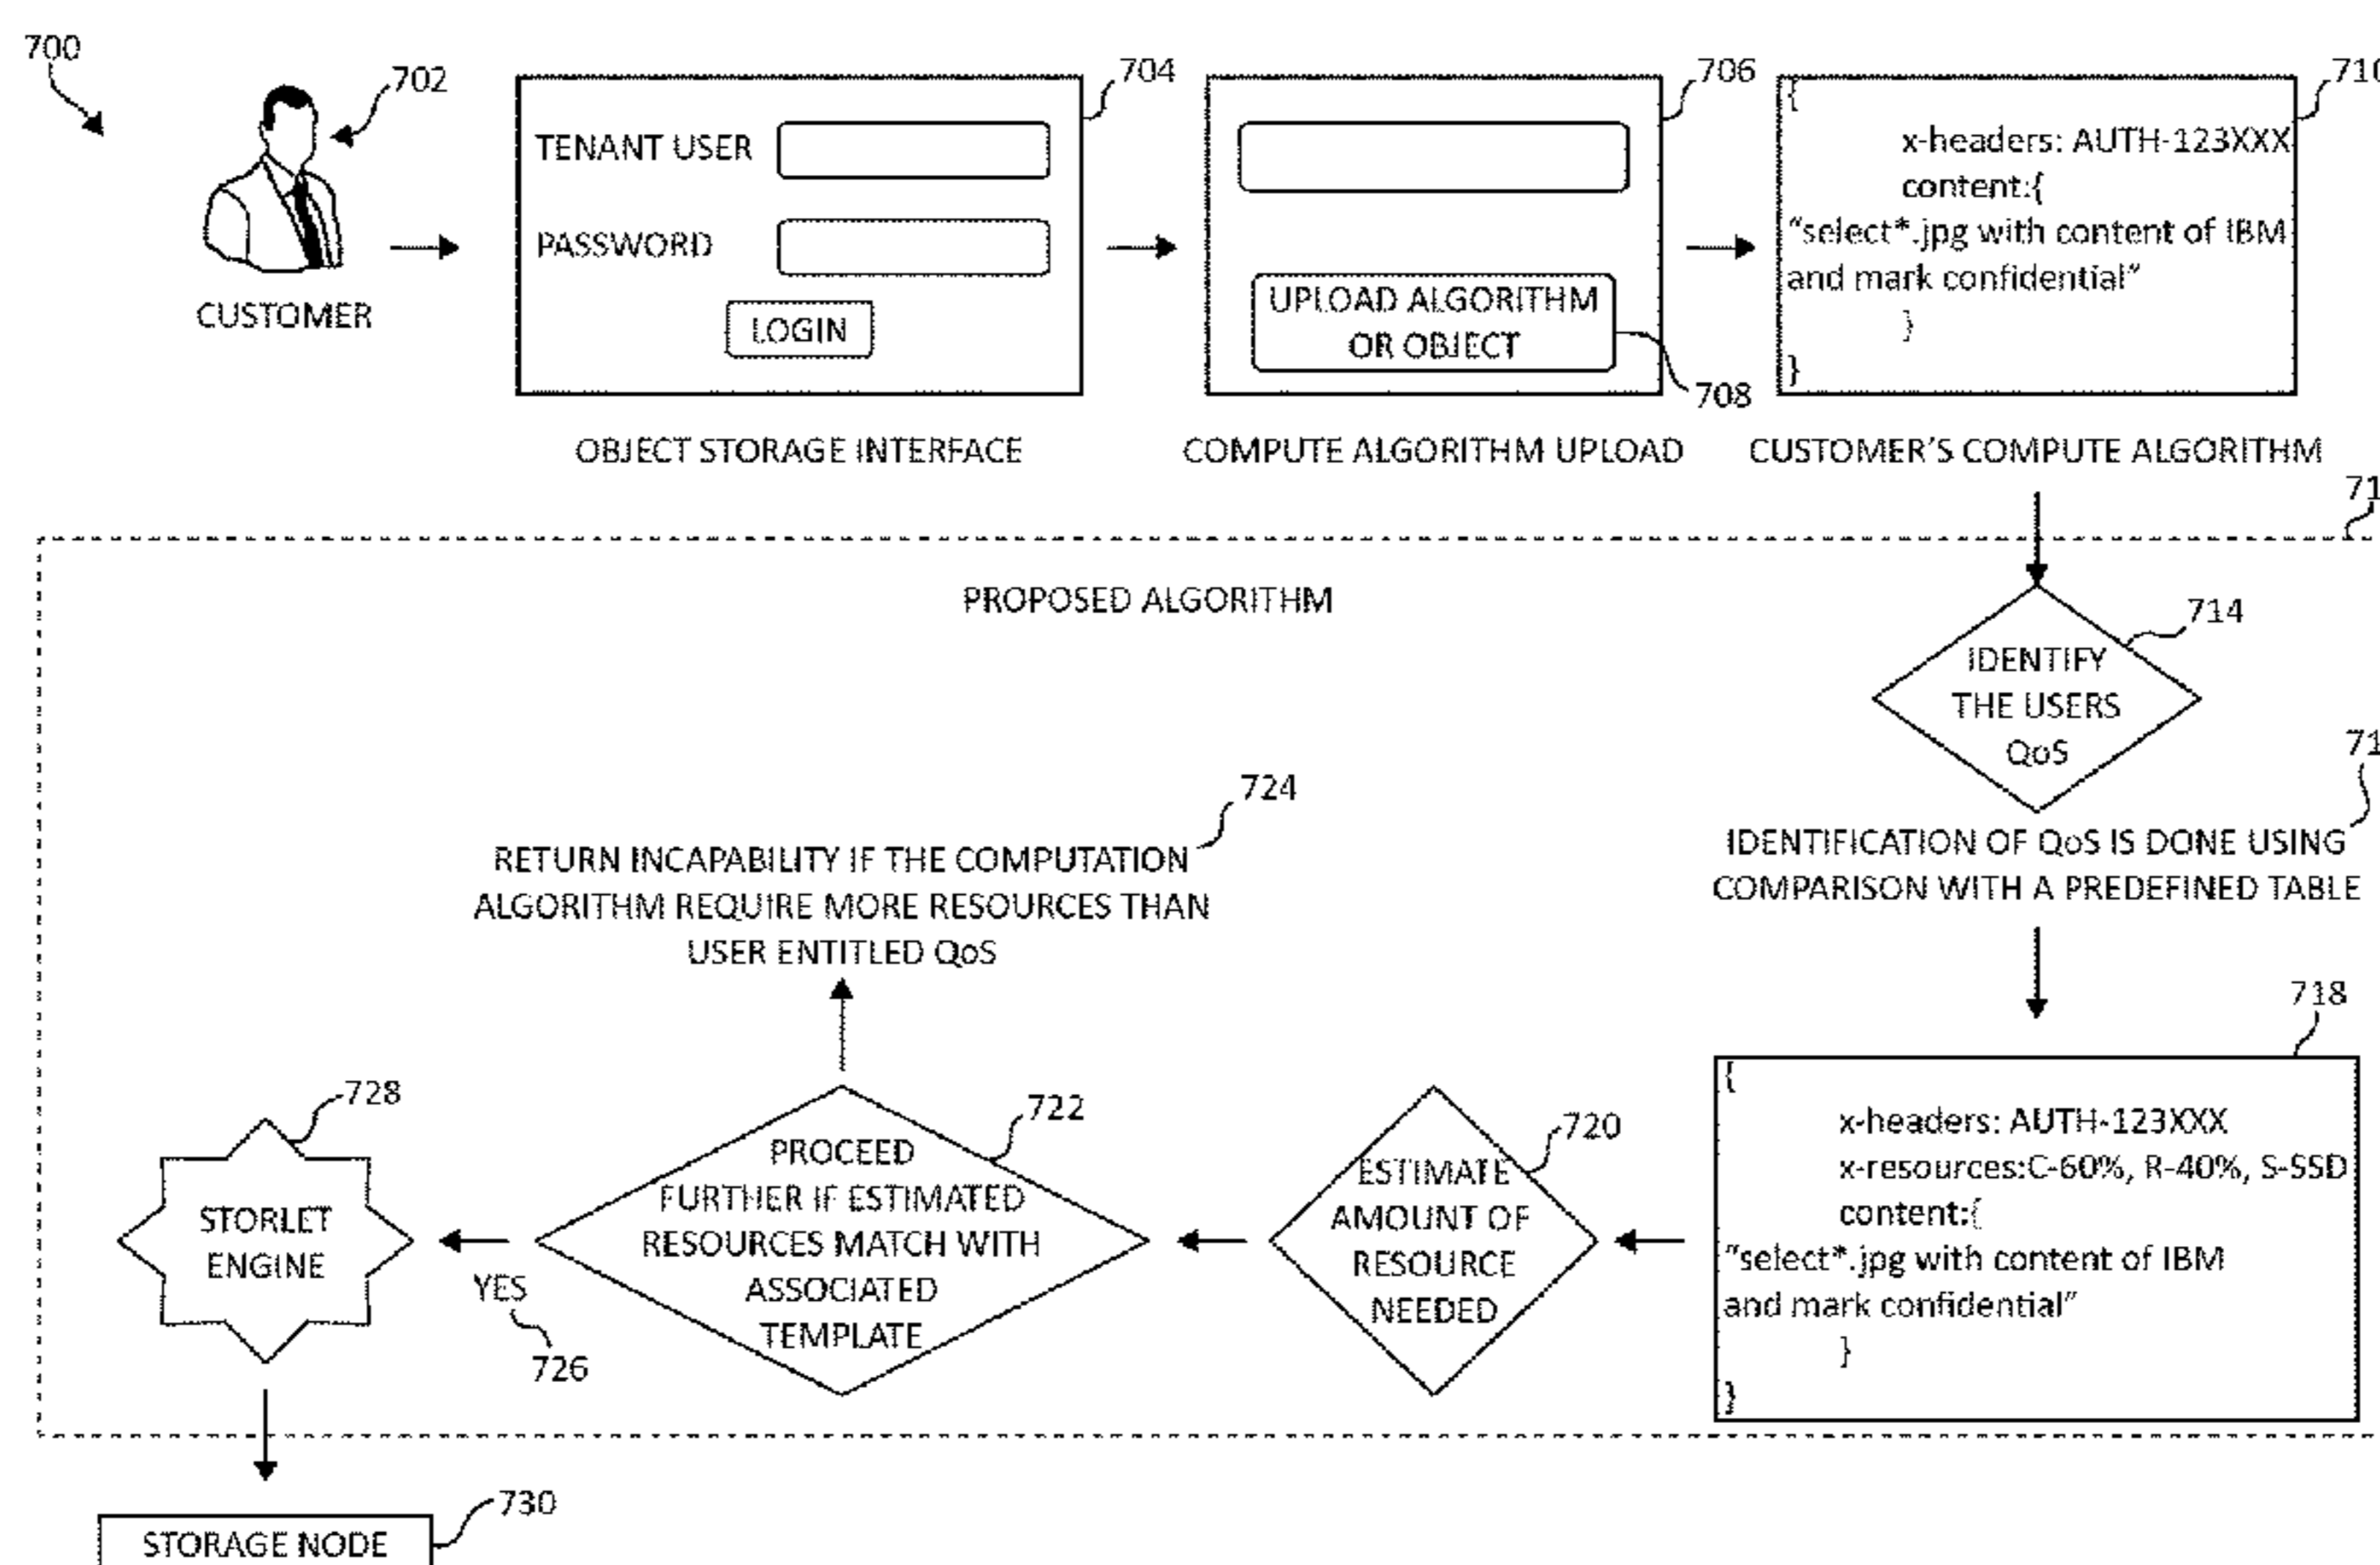 700
702
704
706
710
TENANT USER
PASSWORD
LOGIN
UPLOAD ALGORITHM
OR OBJECT
708
{
x-headers: AUTH-123XXX
content:{
"select*.jpg with content of IBM
and mark confidential"
}
}
CUSTOMER
OBJECT STORAGE INTERFACE
COMPUTE ALGORITHM UPLOAD
CUSTOMER'S COMPUTE ALGORITHM
PROPOSED ALGORITHM
714
IDENTIFY
THE USERS
QoS
IDENTIFICATION OF QoS IS DONE USING
COMPARISON WITH A PREDEFINED TABLE
724
RETURN INCAPABILITY IF THE COMPUTATION
ALGORITHM REQUIRE MORE RESOURCES THAN
USER ENTITLED QoS
718
{
x-headers: AUTH-123XXX
x-resources:C-60%, R-40%, S-SSD
content:{
"select*.jpg with content of IBM
and mark confidential"
}
}
720
ESTIMATE
AMOUNT OF
RESOURCE
NEEDED
722
PROCEED
FURTHER IF ESTIMATED
RESOURCES MATCH WITH
ASSOCIATED
TEMPLATE
YES
726
728
STORLET
ENGINE
730
STORAGE NODE